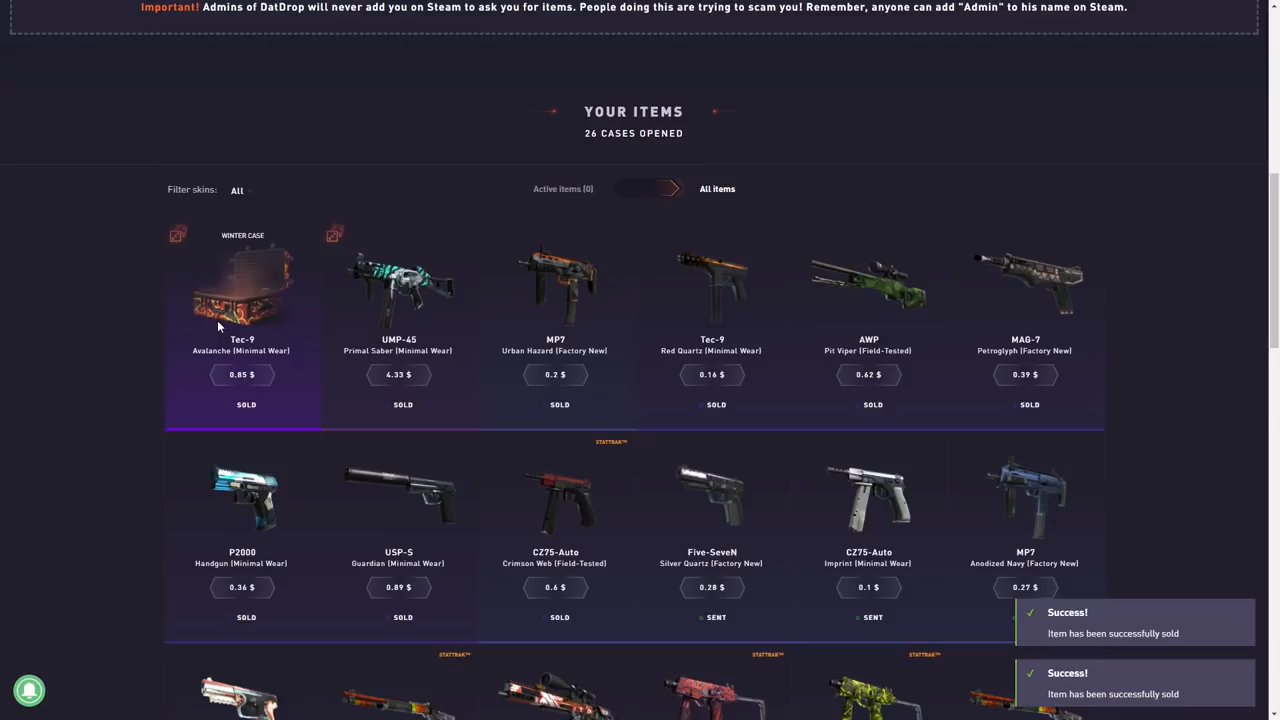 Important! Admins of DatDrop will never add you on Steam to ask you for items. People doing this are trying to scam you! Remember, anyone can add "Admin" to his name on Steam.
YOUR ITEMS
26 CASES OPENED
Filter skins: All
Active Items (0) All items
WINTER CASE
Tec-9
Avalanche (Minimal Wear)
0.85 $
SOLD
UMP-45
Primal Saber (Minimal Wear)
4.33 $
SOLD
MP7
Urban Hazard (Factory New)
0.2 $
SOLD
Tec-9
Red Quartz (Minimal Wear)
0.16 $
SOLD
AWP
Pit Viper (Field-Tested)
0.62 $
SOLD
MAG-7
Petroglyph (Factory New)
0.39 $
SOLD
P2000
Handgun (Minimal Wear)
0.36 $
SOLD
USP-S
Guardian (Minimal Wear)
0.89 $
SOLD
STATTRAK™
CZ75-Auto
Crimson Web (Field-Tested)
0.6 $
SOLD
Five-SeveN
Silver Quartz (Factory New)
0.28 $
SENT
CZ75-Auto
Imprint (Minimal Wear)
0.1 $
SENT
MP7
Anodized Navy (Factory New)
0.27 $
STATTRAK™
STATTRAK™
STATTRAK™
Success!
Item has been successfully sold
Success!
Item has been successfully sold